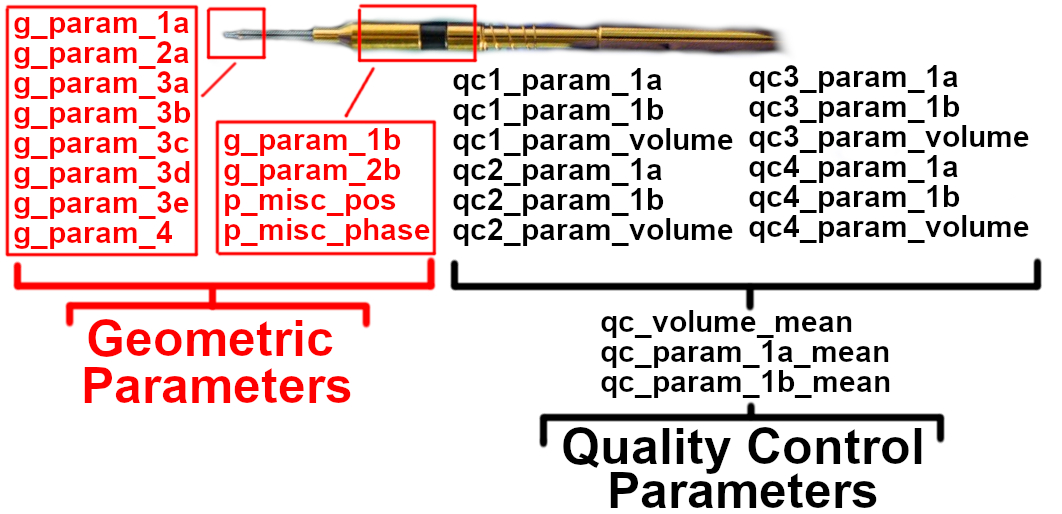 g_param_1a
g_param_2a
g_param_3a
g_param_3b
g_param_3c
g_param_3d
g_param_3e
g_param_4
g_param_1b
g_param_2b
p_misc_pos
p_misc_phase
qc1_param_1a
qc1_param_1b
qc1_param_volume
qc2_param_1a
qc2_param_1b
qc2_param_volume
qc3_param_1a
qc3_param_1b
qc3_param_volume
qc4_param_1a
qc4_param_1b
qc4_param_volume
Geometric
Parameters
qc_volume_mean
qc_param_1a_mean
qc_param_1b_mean
Quality Control
Parameters